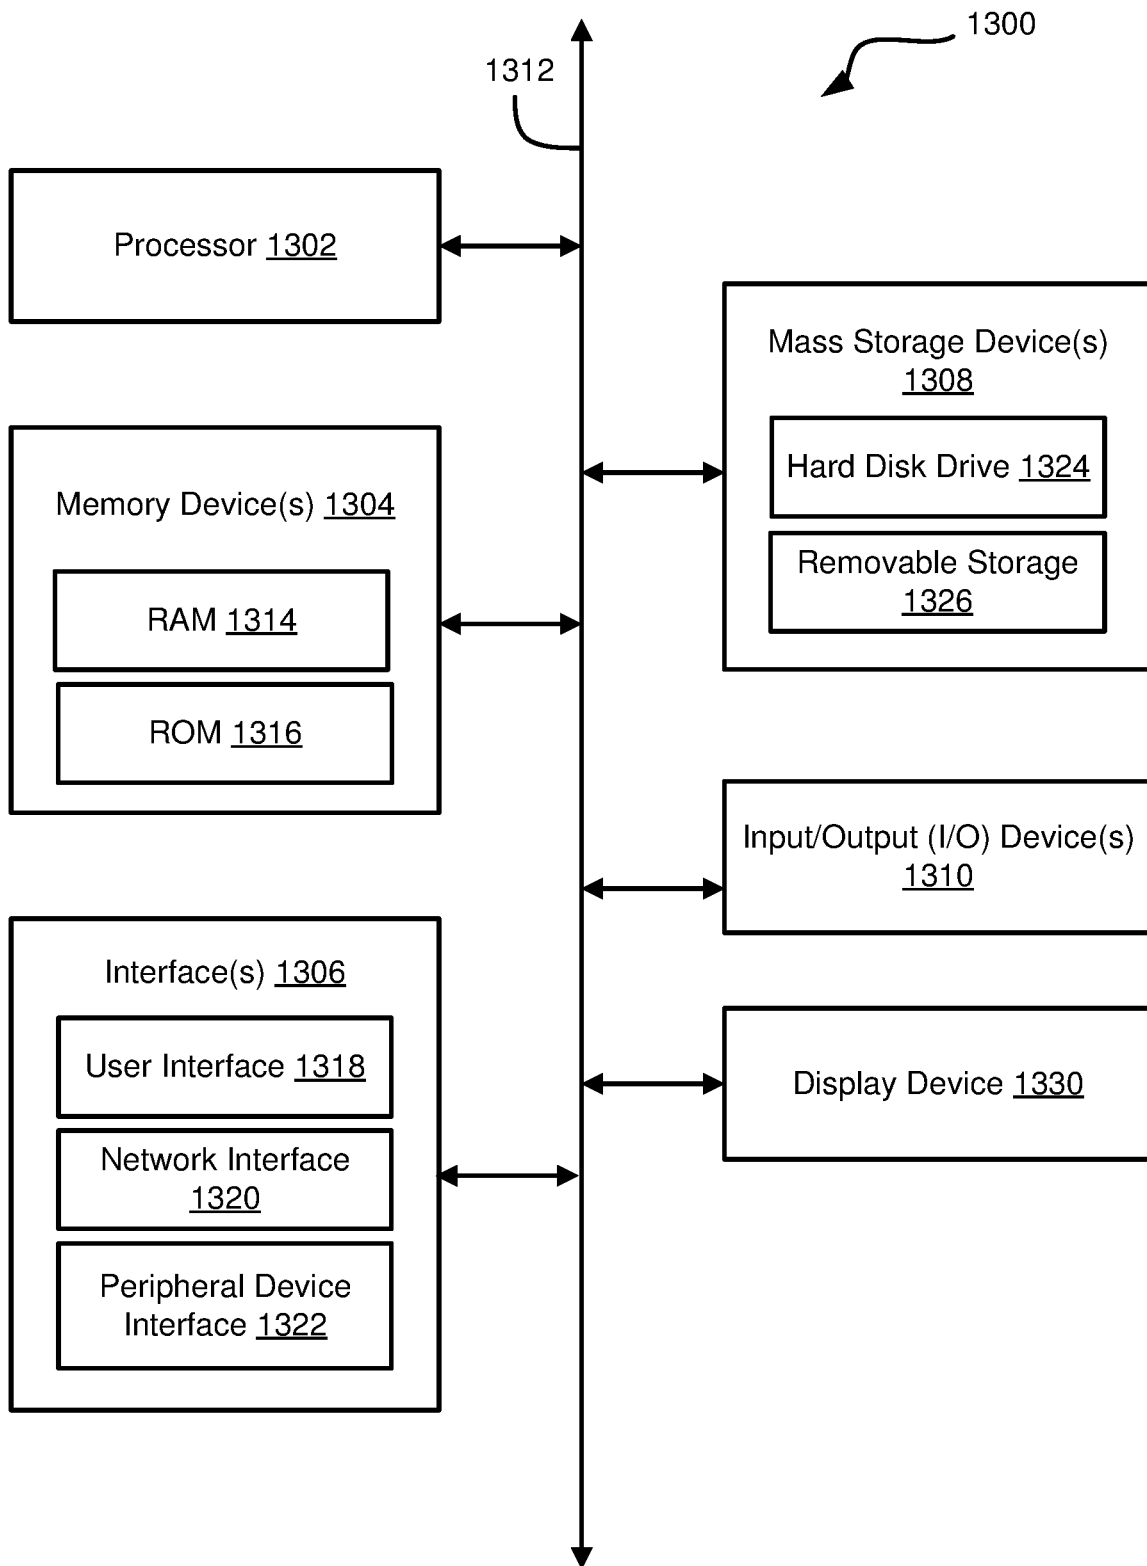 1300
1312
Processor 1302
Memory Device(s) 1304
RAM 1314
ROM 1316
Interface(s) 1306
User Interface 1318
Network Interface
1320
Peripheral Device
Interface 1322
Mass Storage Device(s)
1308
Hard Disk Drive 1324
Removable Storage
1326
Input/Output (I/O) Device(s)
1310
Display Device 1330